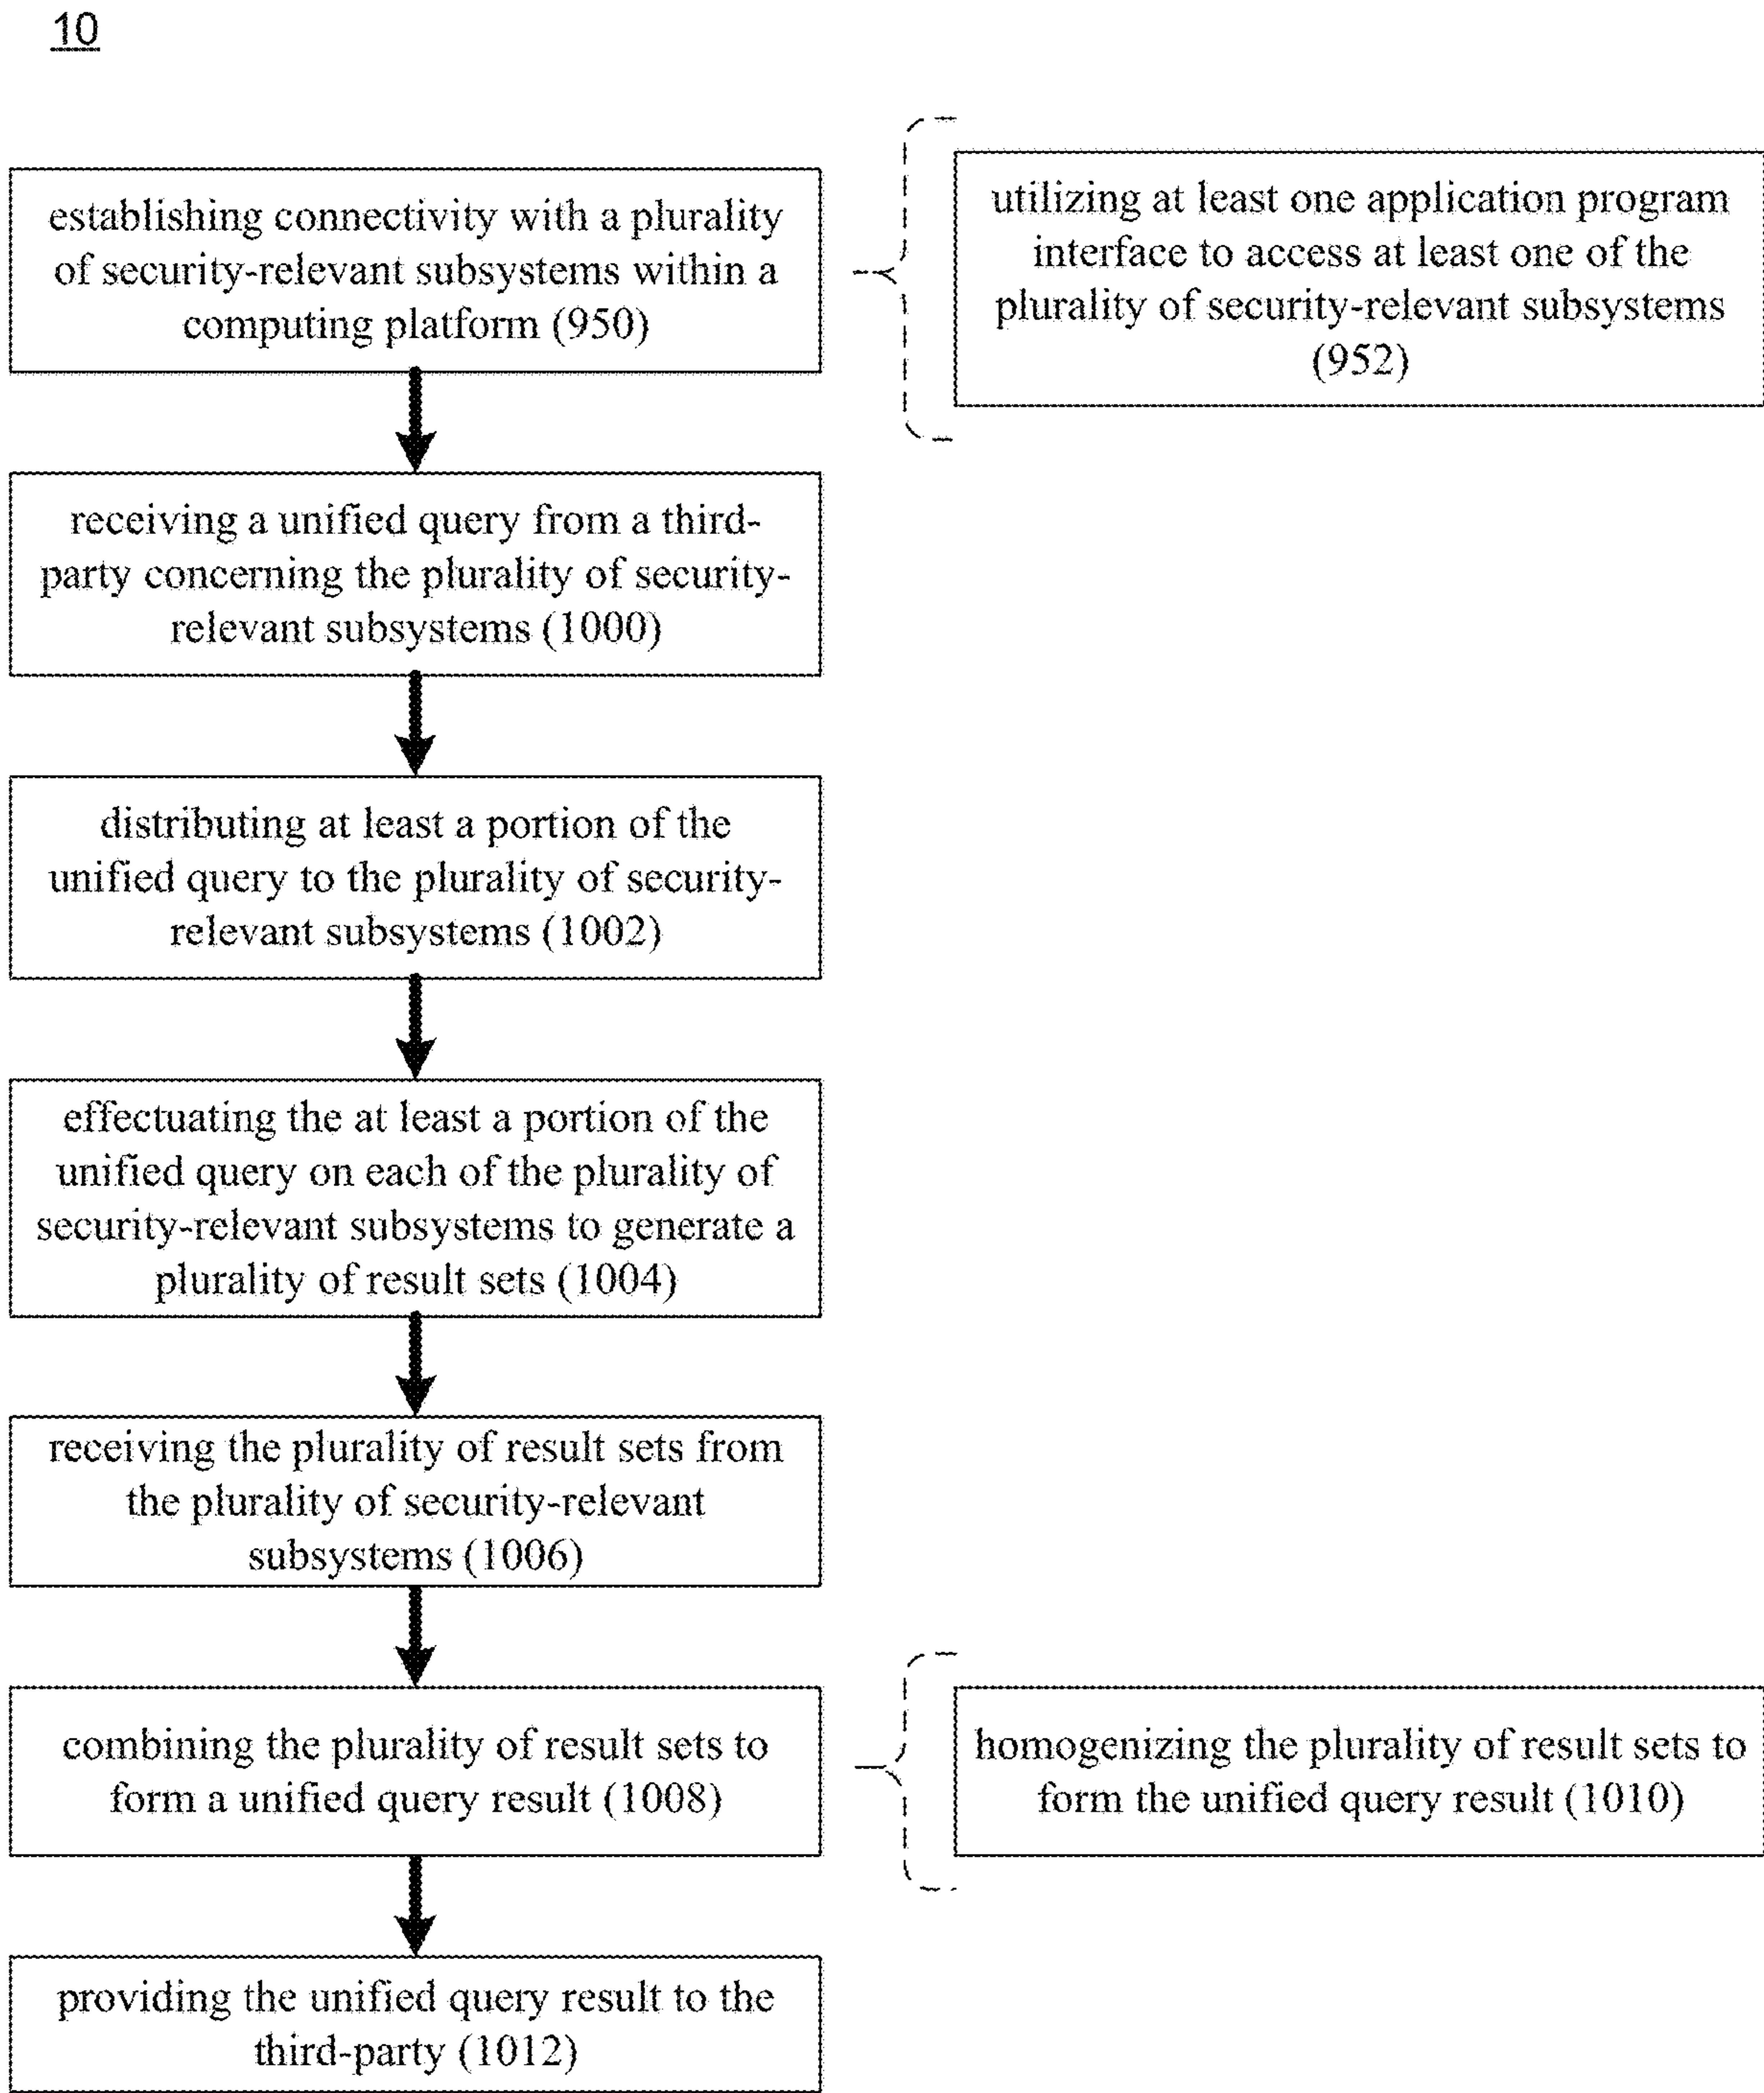 10
establishing connectivity with a plurality
of security-relevant subsystems within a
computing platform (950)
utilizing at least one application program
interface to access at least one of the
plurality of security-relevant subsystems
(952)
receiving a unified query from a third-
party concerning the plurality of security-
relevant subsystems (1000)
distributing at least a portion of the
unified query to the plurality of security-
relevant subsystems (1002)
effectuating the at least a portion of the
unified query on each of the plurality of
security-relevant subsystems to generate a
plurality of result sets (1004)
receiving the plurality of result sets from
the plurality of security-relevant
subsystems (1006)
combining the plurality of result sets to
form a unified query result (1008)
homogenizing the plurality of result sets to
form the unified query result (1010)
providing the unified query result to the
third-party (1012)